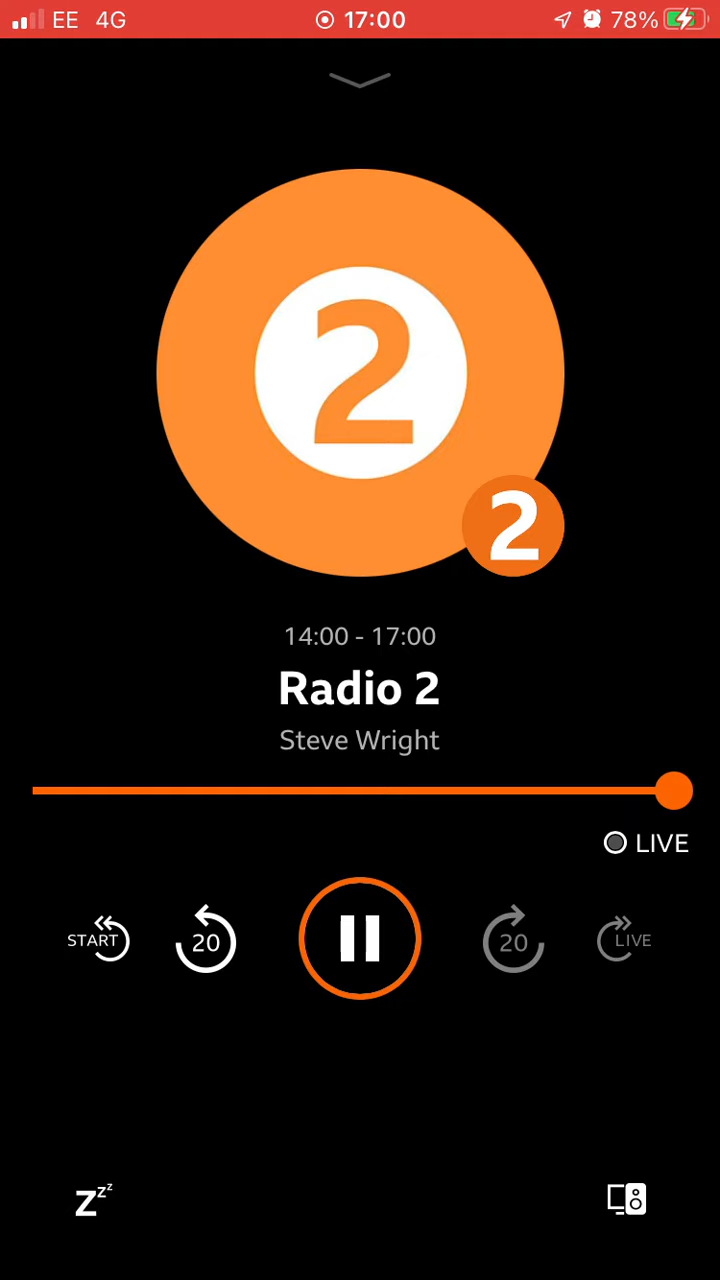 EE 4G 17:00 78%
2
2
14:00 - 17:00
Radio 2
Steve Wright
LIVE
START 20 20 LIVE
Zzz